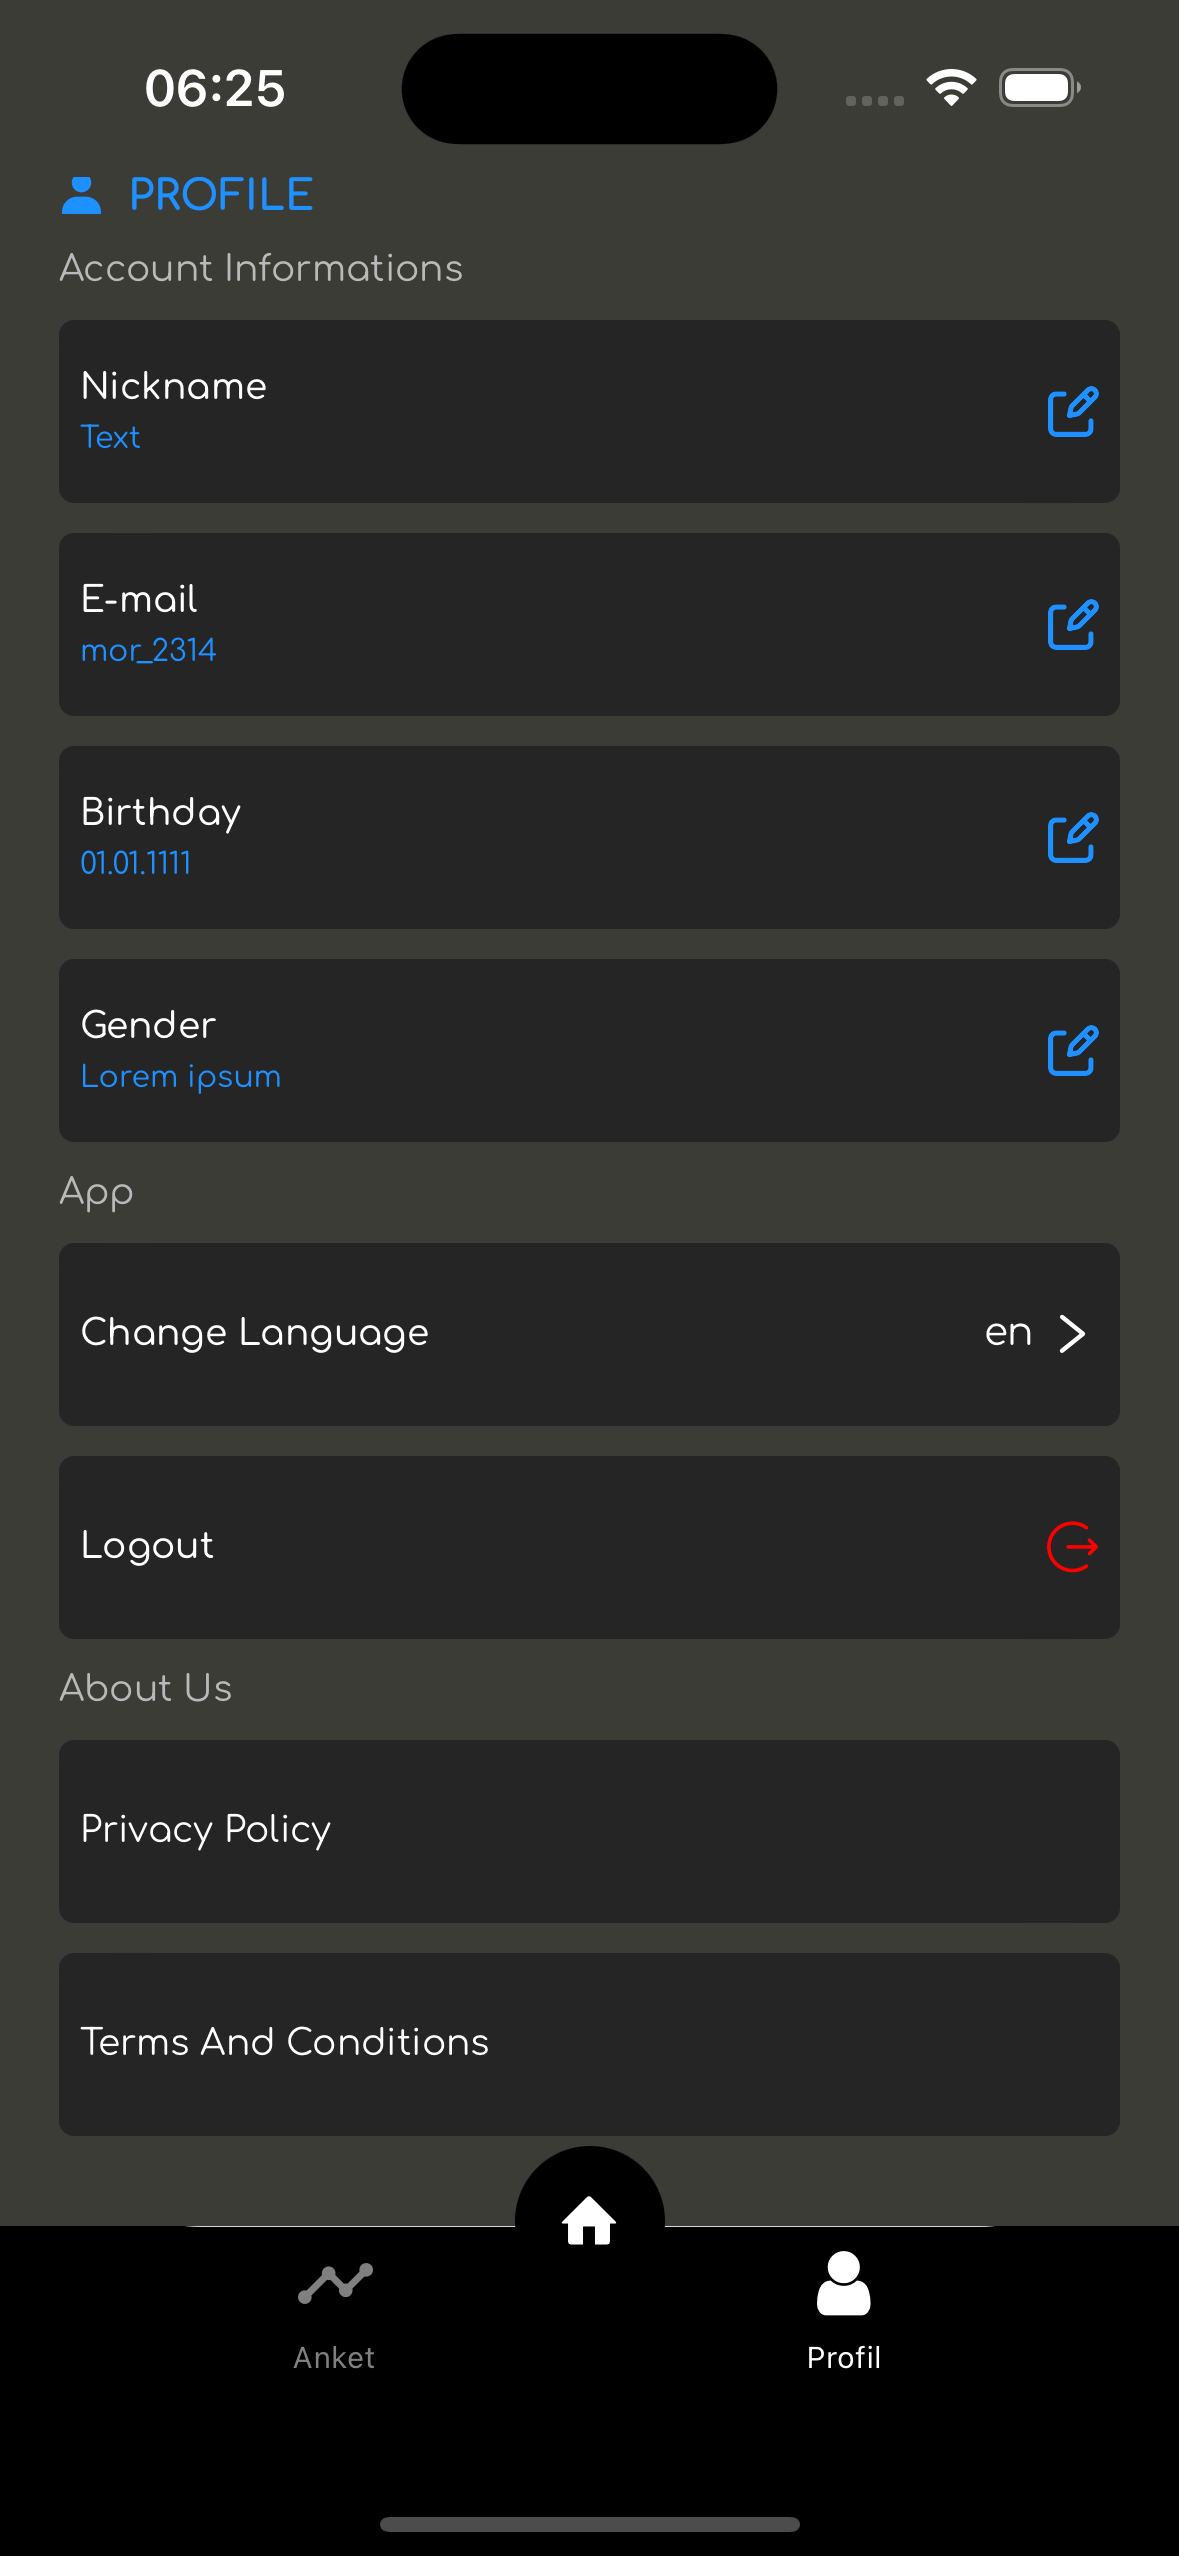 06:25
PROFILE
Account Informations
Nickname
Text
E-mail
mor_2314
Birthday
01.01.1111
Gender
Lorem ipsum
App
Change Language en
Logout
About Us
Privacy Policy
Terms And Conditions
Anket Profil